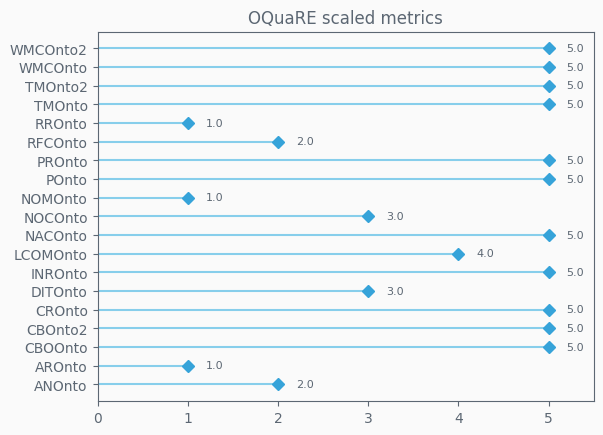 OQuaRE scaled metrics
WMCOnto2 5.0
WMCOnto 5.0
TMOnto2 5.0
TMOnto 5.0
RROnto 1.0
RFCOnto 2.0
PROnto 5.0
POnto 5.0
NOMOnto 1.0
NOCOnto 3.0
NACOnto 5.0
LCOMOnto 4.0
INROnto 5.0
DITOnto 3.0
CROnto 5.0
CBOnto2 5.0
CBOOnto 5.0
AROnto 1.0
ANOnto 2.0
0 1 2 3 4 5